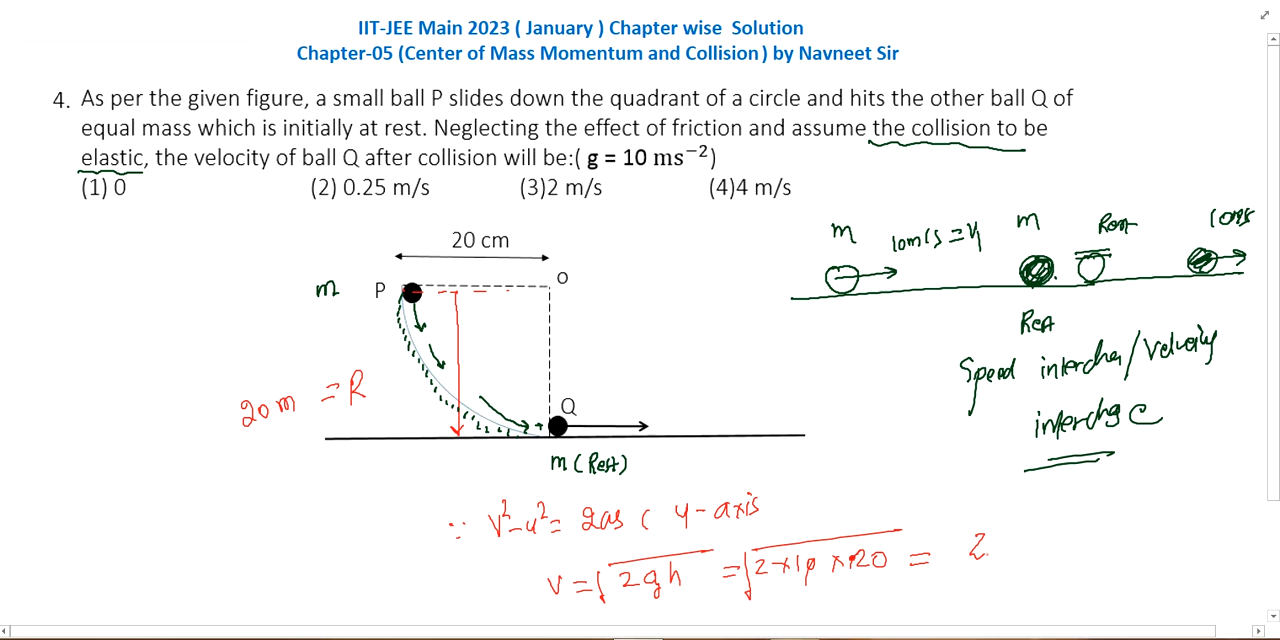 IIT-JEE Main 2023 ( January ) Chapter wise Solution
Chapter-05 (Center of Mass Momentum and Collision) by Navneet Sir
4. As per the given figure, a small ball P slides down the quadrant of a circle and hits the other ball Q of
equal mass which is initially at rest. Neglecting the effect of friction and assume the collision to be
elastic, the velocity of ball Q after collision will be:( g = 10 ms⁻²)
(1) 0 (2) 0.25 m/s (3)2 m/s (4)4 m/s
20 cm
m P O
m 10m/s = m Rest
Rest
20 m = R
Q
m (Rest)
Speed /Velocity
∵ v²-u² = 2as ( y-axis
v = √2gh = √2×10×20 = 2